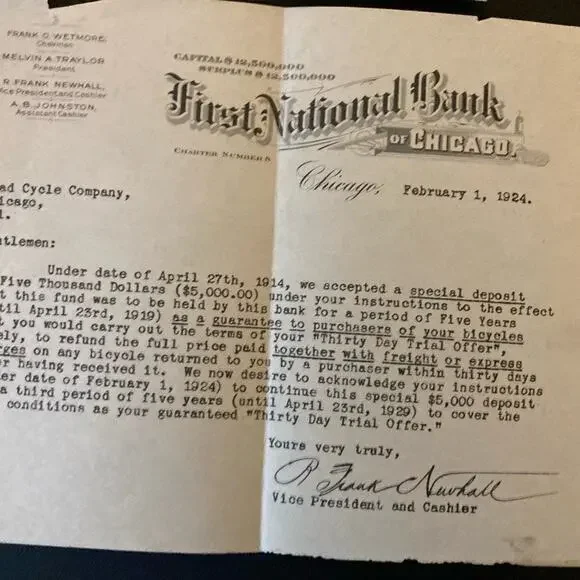 FRANK O. WETMORE,
Chairman
MELVIN A. TRAYLOR
President
R. FRANK NEWHALL,
Vice President and Cashier
A. B. JOHNSTON,
Assistant Cashier
CAPITAL $12,500,000
SURPLUS $12,500,000
First National Bank
OF CHICAGO.
CHARTER NUMBER 8
Chicago, February 1, 1924.
ad Cycle Company,
icago,
l.
ntlemen:
Under date of April 27th, 1914, we accepted a special deposit
Five Thousand Dollars ($5,000.00) under your instructions to the effect
t this fund was to be held by this bank for a period of Five Years
til April 23rd, 1919) as a guarantee to purchasers of your bicycles
t you would carry out the terms of your "Thirty Day Trial Offer",
ely, to refund the full price paid together with freight or express
rges on any bicycle returned to you by a purchaser within thirty days
er having received it. We now desire to acknowledge your instructions
er date of February 1, 1924) to continue this special $5,000 deposit
a third period of five years (until April 23rd, 1929) to cover the
conditions as your guaranteed "Thirty Day Trial Offer."
Yours very truly,
R Frank Newhall
Vice President and Cashier